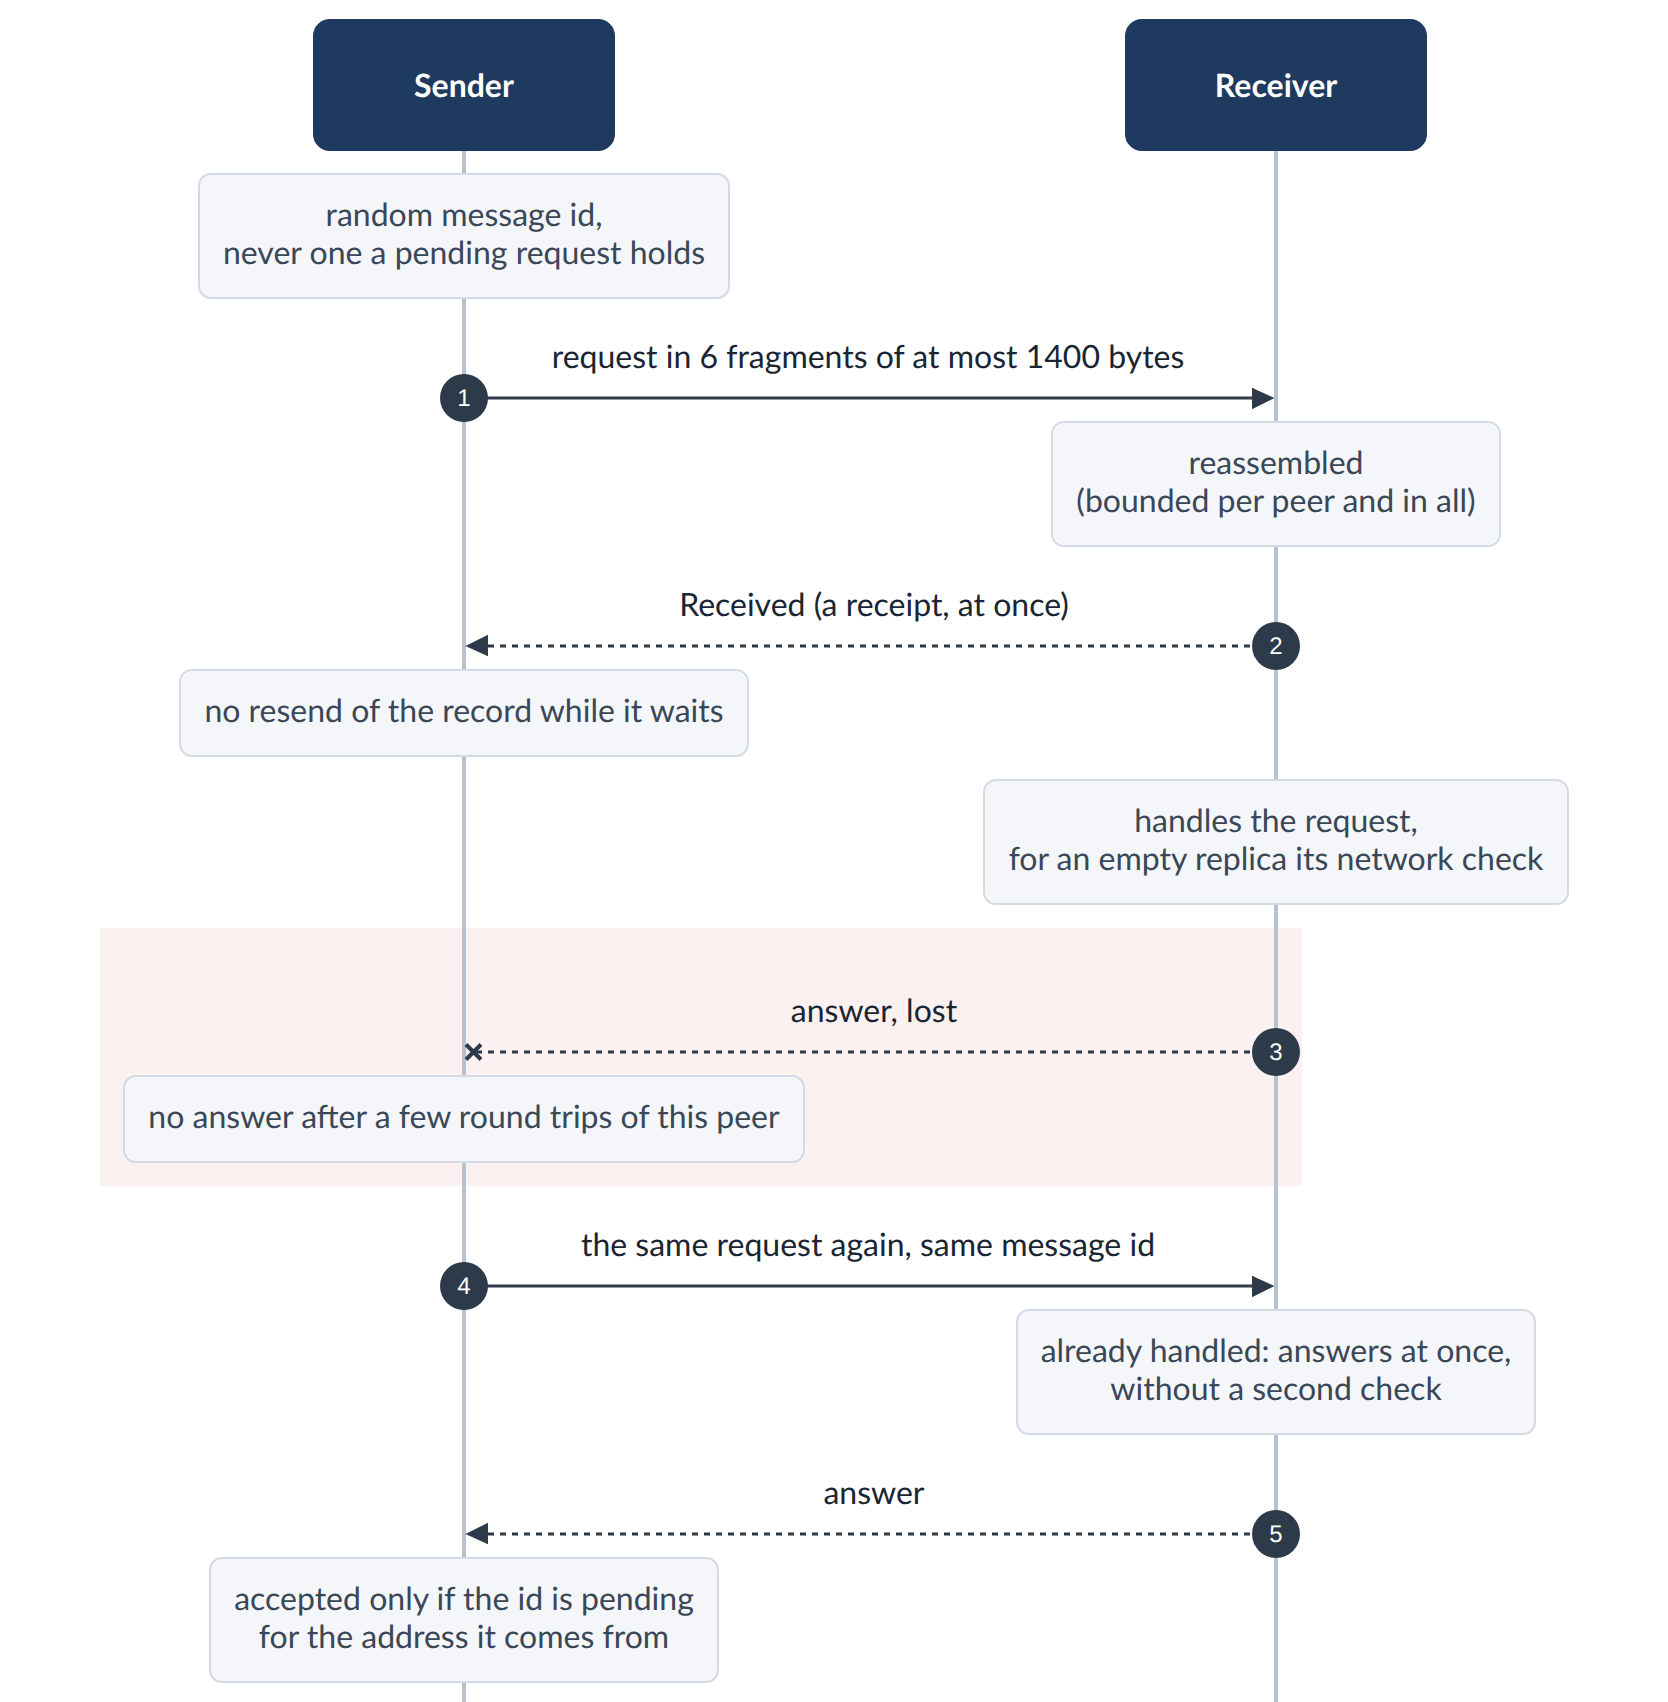 Sender
Receiver
random message id,
never one a pending request holds
request in 6 fragments of at most 1400 bytes
1
reassembled
(bounded per peer and in all)
Received (a receipt, at once)
2
no resend of the record while it waits
handles the request,
for an empty replica its network check
answer, lost
3
no answer after a few round trips of this peer
the same request again, same message id
4
already handled: answers at once,
without a second check
answer
5
accepted only if the id is pending
for the address it comes from